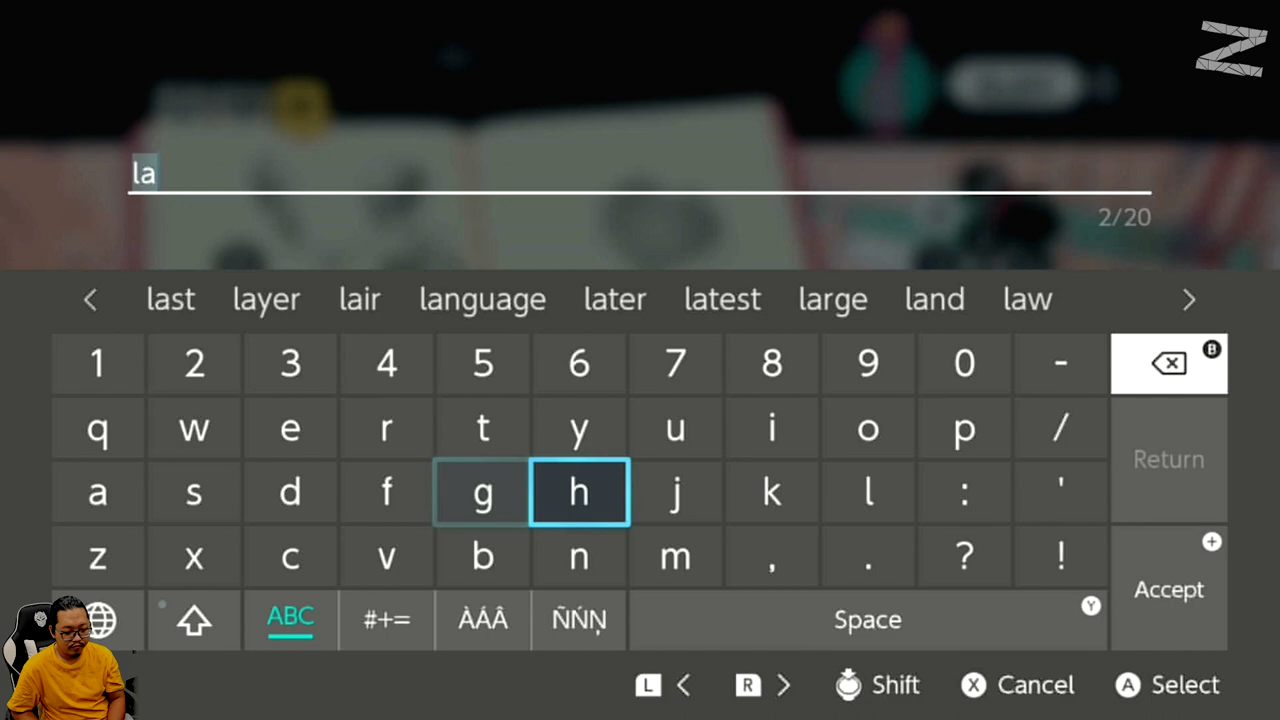 la
2/20
< last layer lair language later latest large land law >
1 2 3 4 5 6 7 8 9 0 - B
q w e r t y u i o p /
Return
a s d f g h j k l : '
z x c v b n m , . ? ! +
Accept
ABC #+= ÀÁÂ ÑŃŅ Space Y
L < R > Shift X Cancel A Select
Z